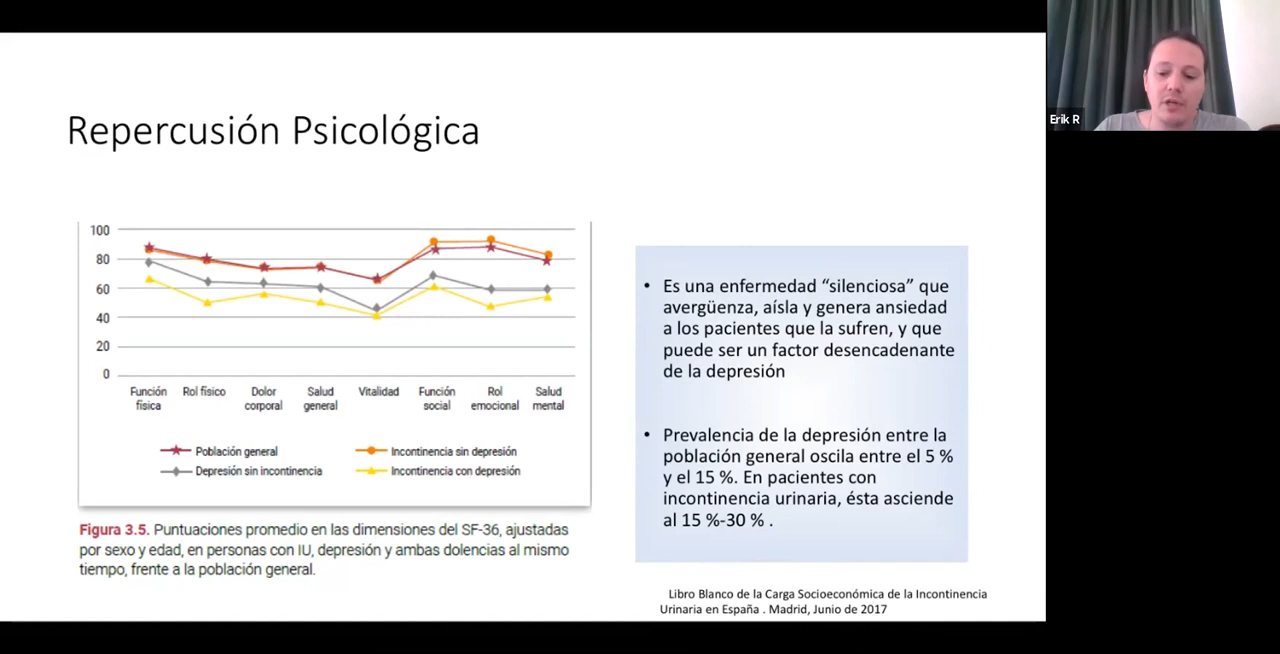 Repercusión Psicológica
Erik R
100
80
60
40
20
0
Función física
Rol físico
Dolor corporal
Salud general
Vitalidad
Función social
Rol emocional
Salud mental
Población general
Incontinencia sin depresión
Depresión sin incontinencia
Incontinencia con depresión
Figura 3.5. Puntuaciones promedio en las dimensiones del SF-36, ajustadas
por sexo y edad, en personas con IU, depresión y ambas dolencias al mismo
tiempo, frente a la población general.
• Es una enfermedad “silenciosa” que
avergüenza, aísla y genera ansiedad
a los pacientes que la sufren, y que
puede ser un factor desencadenante
de la depresión
• Prevalencia de la depresión entre la
población general oscila entre el 5 %
y el 15 %. En pacientes con
incontinencia urinaria, ésta asciende
al 15 %-30 % .
Libro Blanco de la Carga Socioeconómica de la Incontinencia
Urinaria en España . Madrid, Junio de 2017